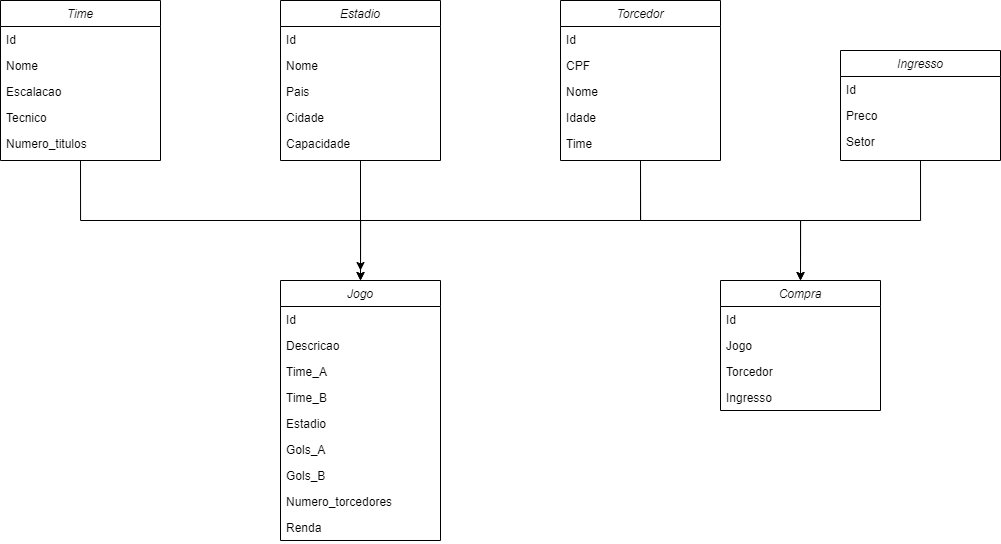 Time
Id
Nome
Escalacao
Tecnico
Numero_titulos
Estadio
Id
Nome
Pais
Cidade
Capacidade
Torcedor
Id
CPF
Nome
Idade
Time
Ingresso
Id
Preco
Setor
Jogo
Id
Descricao
Time_A
Time_B
Estadio
Gols_A
Gols_B
Numero_torcedores
Renda
Compra
Id
Jogo
Torcedor
Ingresso